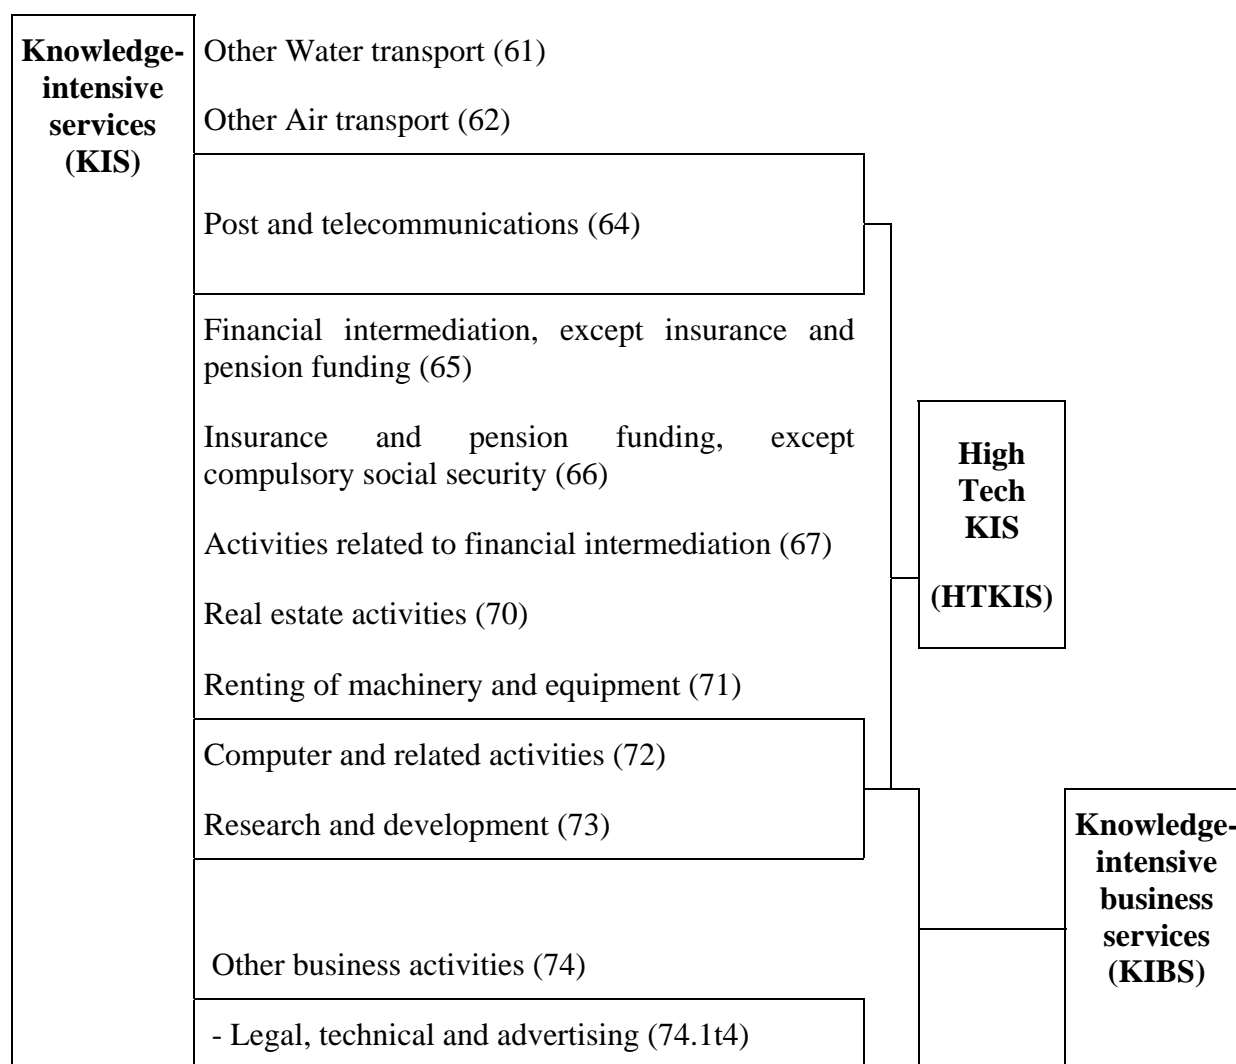 Knowledge-
intensive
services
(KIS)
Other Water transport (61)
Other Air transport (62)
Post and telecommunications (64)
Financial intermediation, except insurance and
pension funding (65)
Insurance and pension funding, except
compulsory social security (66)
Activities related to financial intermediation (67)
Real estate activities (70)
Renting of machinery and equipment (71)
Computer and related activities (72)
Research and development (73)
Other business activities (74)
- Legal, technical and advertising (74.1t4)
High
Tech
KIS
(HTKIS)
Knowledge-
intensive
business
services
(KIBS)